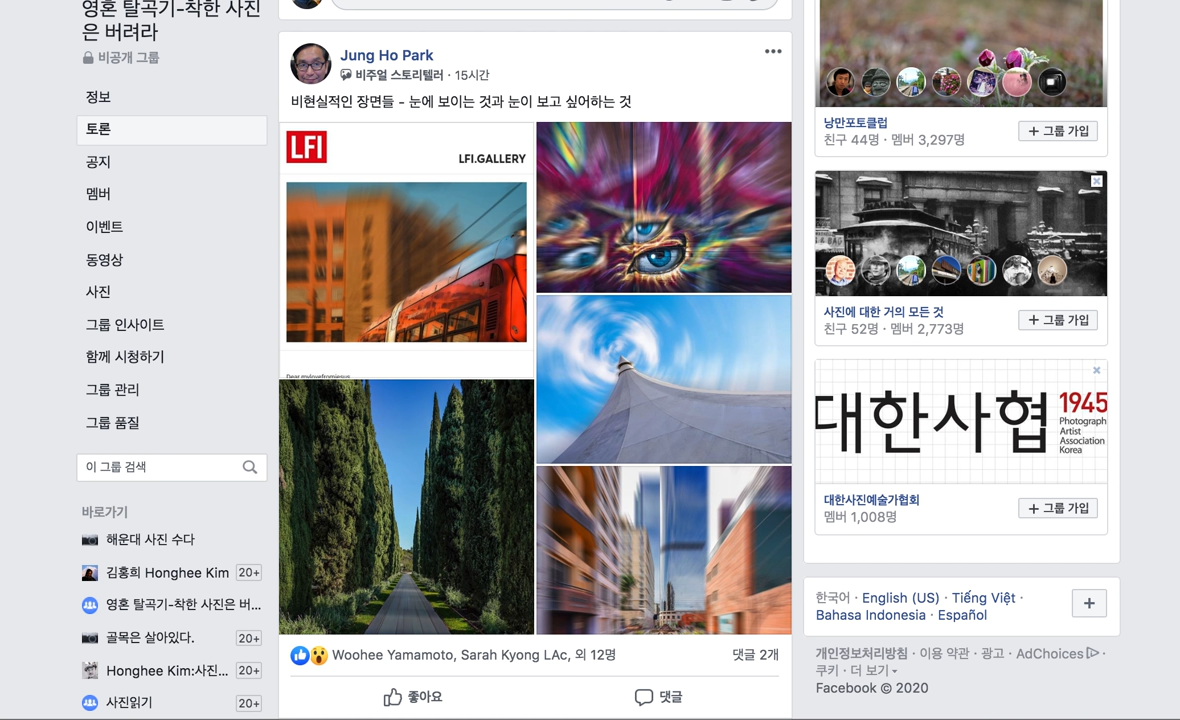 영혼 탈곡기-착한 사진
은 버려라
비공개 그룹
정보
토론
공지
멤버
이벤트
동영상
사진
그룹 인사이트
함께 시청하기
그룹 관리
그룹 품질
이 그룹 검색
바로가기
해운대 사진 수다
김홍희 Honghee Kim 20+
영혼 탈곡기-착한 사진은 버...
골목은 살아있다. 20+
Honghee Kim:사진... 20+
사진읽기 20+
Jung Ho Park
비주얼 스토리텔러 · 15시간
비현실적인 장면들 - 눈에 보이는 것과 눈이 보고 싶어하는 것
LFI
LFI.GALLERY
Dear mylovefromjesus
Woohee Yamamoto, Sarah Kyong LAc, 외 12명
댓글 2개
좋아요
댓글
낭만포토클럽
친구 44명 · 멤버 3,297명
+ 그룹 가입
사진에 대한 거의 모든 것
친구 52명 · 멤버 2,773명
+ 그룹 가입
대한사협
1945
Photograph
Artist
Association
Korea
대한사진예술가협회
멤버 1,008명
+ 그룹 가입
한국어 · English (US) · Tiếng Việt ·
Bahasa Indonesia · Español
개인정보처리방침 · 이용 약관 · 광고 · AdChoices ·
쿠키 · 더 보기
Facebook © 2020